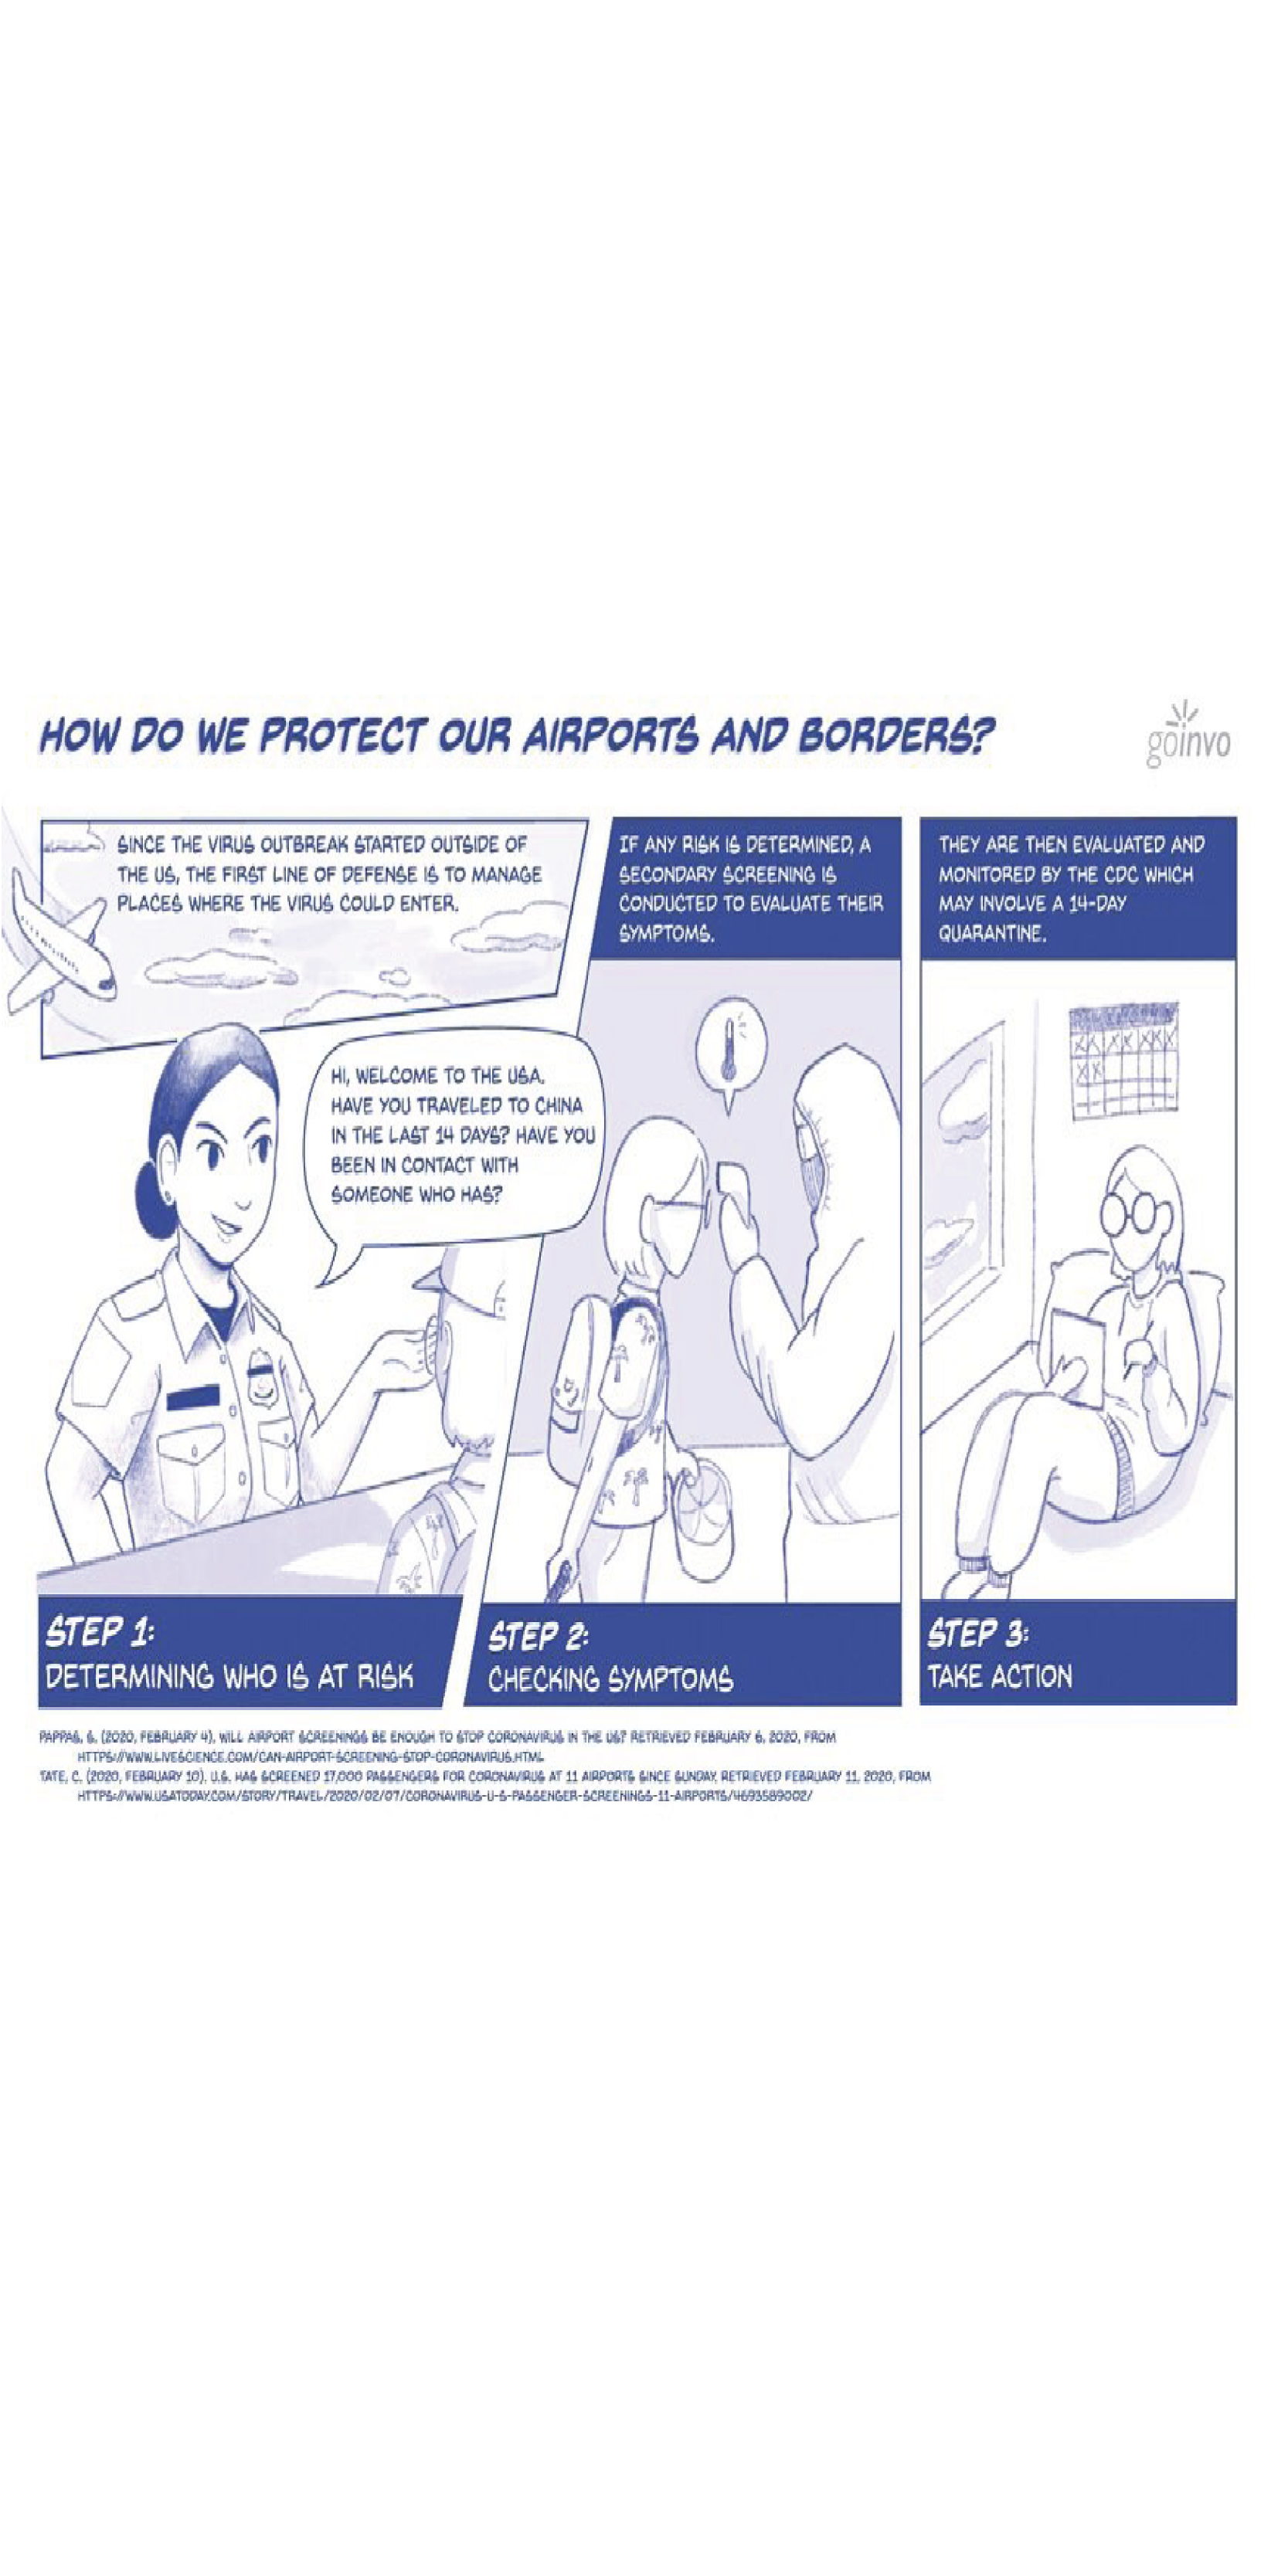 HOW DO WE PROTECT OUR AIRPORTS AND BORDERS?
goinvo
SINCE THE VIRUS OUTBREAK STARTED OUTSIDE OF
THE US, THE FIRST LINE OF DEFENSE IS TO MANAGE
PLACES WHERE THE VIRUS COULD ENTER.
HI, WELCOME TO THE USA.
HAVE YOU TRAVELED TO CHINA
IN THE LAST 14 DAYS? HAVE YOU
BEEN IN CONTACT WITH
SOMEONE WHO HAS?
STEP 1:
DETERMINING WHO IS AT RISK
IF ANY RISK IS DETERMINED, A
SECONDARY SCREENING IS
CONDUCTED TO EVALUATE THEIR
SYMPTOMS.
STEP 2:
CHECKING SYMPTOMS
THEY ARE THEN EVALUATED AND
MONITORED BY THE CDC WHICH
MAY INVOLVE A 14-DAY
QUARANTINE.
STEP 3:
TAKE ACTION
PAPPAS, S. (2020, FEBRUARY 4), WILL AIRPORT SCREENINGS BE ENOUGH TO STOP CORONAVIRUS IN THE US? RETRIEVED FEBRUARY 6, 2020, FROM
HTTPS://WWW.LIVESCIENCE.COM/CAN-AIRPORT-SCREENING-STOP-CORONAVIRUS.HTML
TATE, C. (2020, FEBRUARY 10). U.S. HAS SCREENED 17,000 PASSENGERS FOR CORONAVIRUS AT 11 AIRPORTS SINCE SUNDAY, RETRIEVED FEBRUARY 11, 2020, FROM
HTTPS://WWW.USATODAY.COM/STORY/TRAVEL/2020/02/07/CORONAVIRUS-U-S-PASSENGER-SCREENINGS-11-AIRPORTS/4693589002/